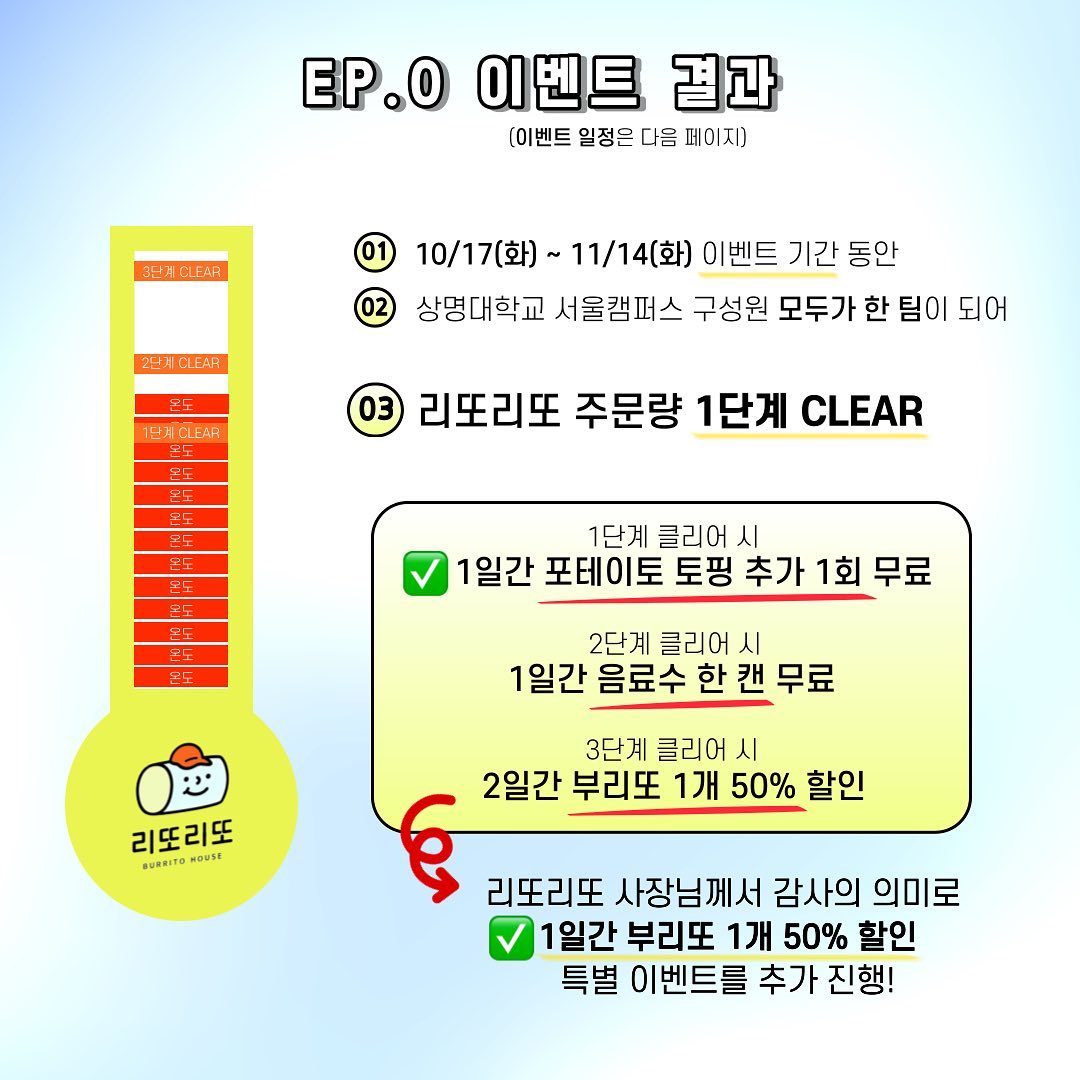 EP.0 이벤트 결과
(이벤트 일정은 다음 페이지)
01 10/17(화) ~ 11/14(화) 이벤트 기간 동안
02 상명대학교 서울캠퍼스 구성원 모두가 한 팀이 되어
03 리또리또 주문량 1단계 CLEAR
3단계 CLEAR
2단계 CLEAR
온도
1단계 CLEAR
온도
온도
온도
온도
온도
온도
온도
온도
온도
온도
온도
리또리또
BURRITO HOUSE
1단계 클리어 시
✅ 1일간 포테이토 토핑 추가 1회 무료
2단계 클리어 시
1일간 음료수 한 캔 무료
3단계 클리어 시
2일간 부리또 1개 50% 할인
리또리또 사장님께서 감사의 의미로
✅ 1일간 부리또 1개 50% 할인
특별 이벤트를 추가 진행!